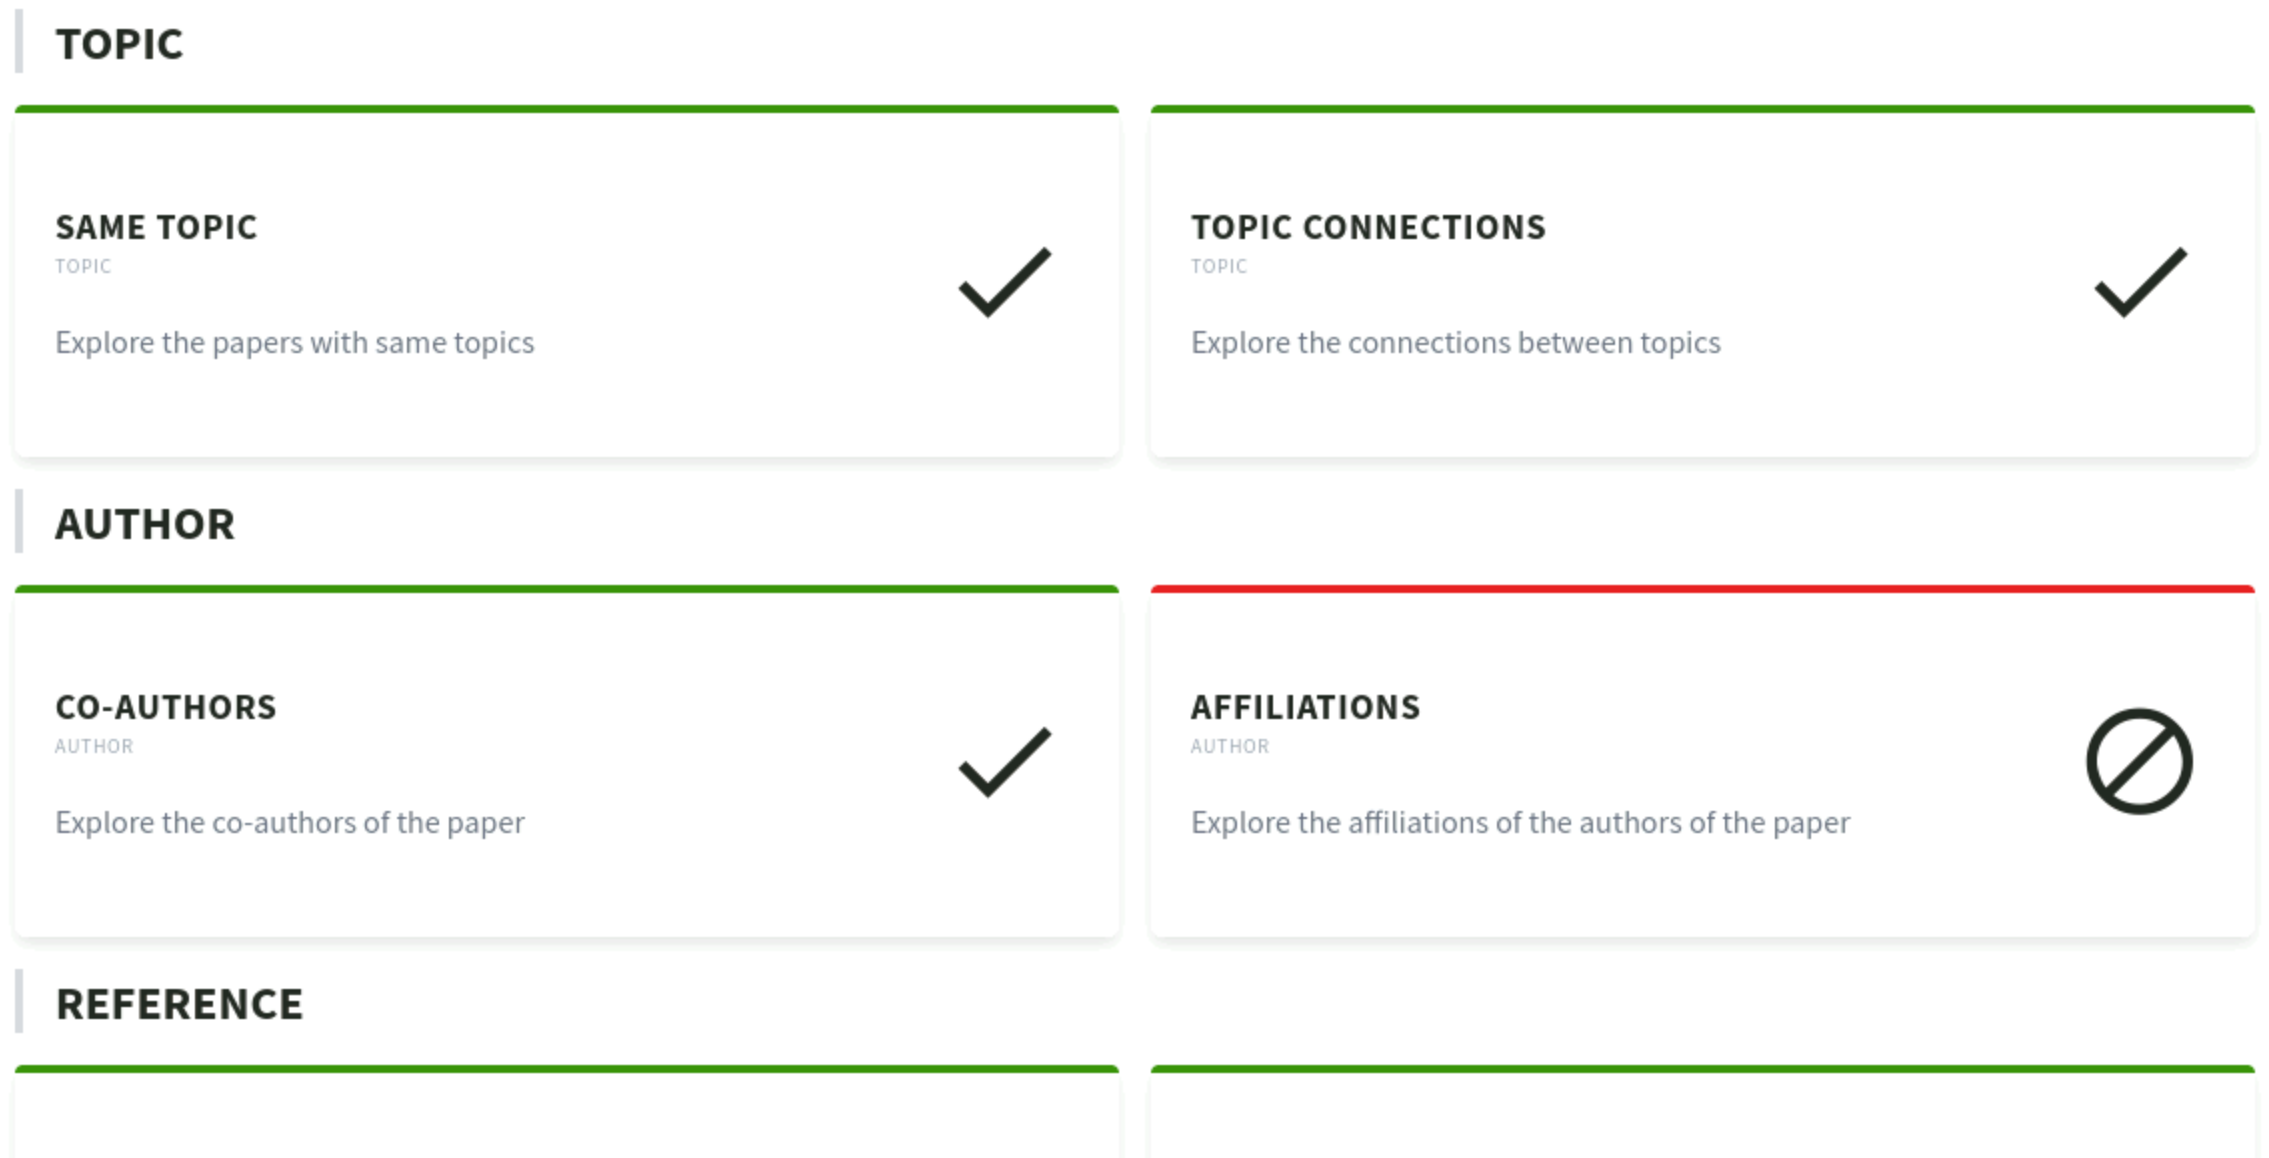 TOPIC
SAME TOPIC
TOPIC
Explore the papers with same topics
TOPIC CONNECTIONS
TOPIC
Explore the connections between topics
AUTHOR
CO-AUTHORS
AUTHOR
Explore the co-authors of the paper
AFFILIATIONS
AUTHOR
Explore the affiliations of the authors of the paper
REFERENCE